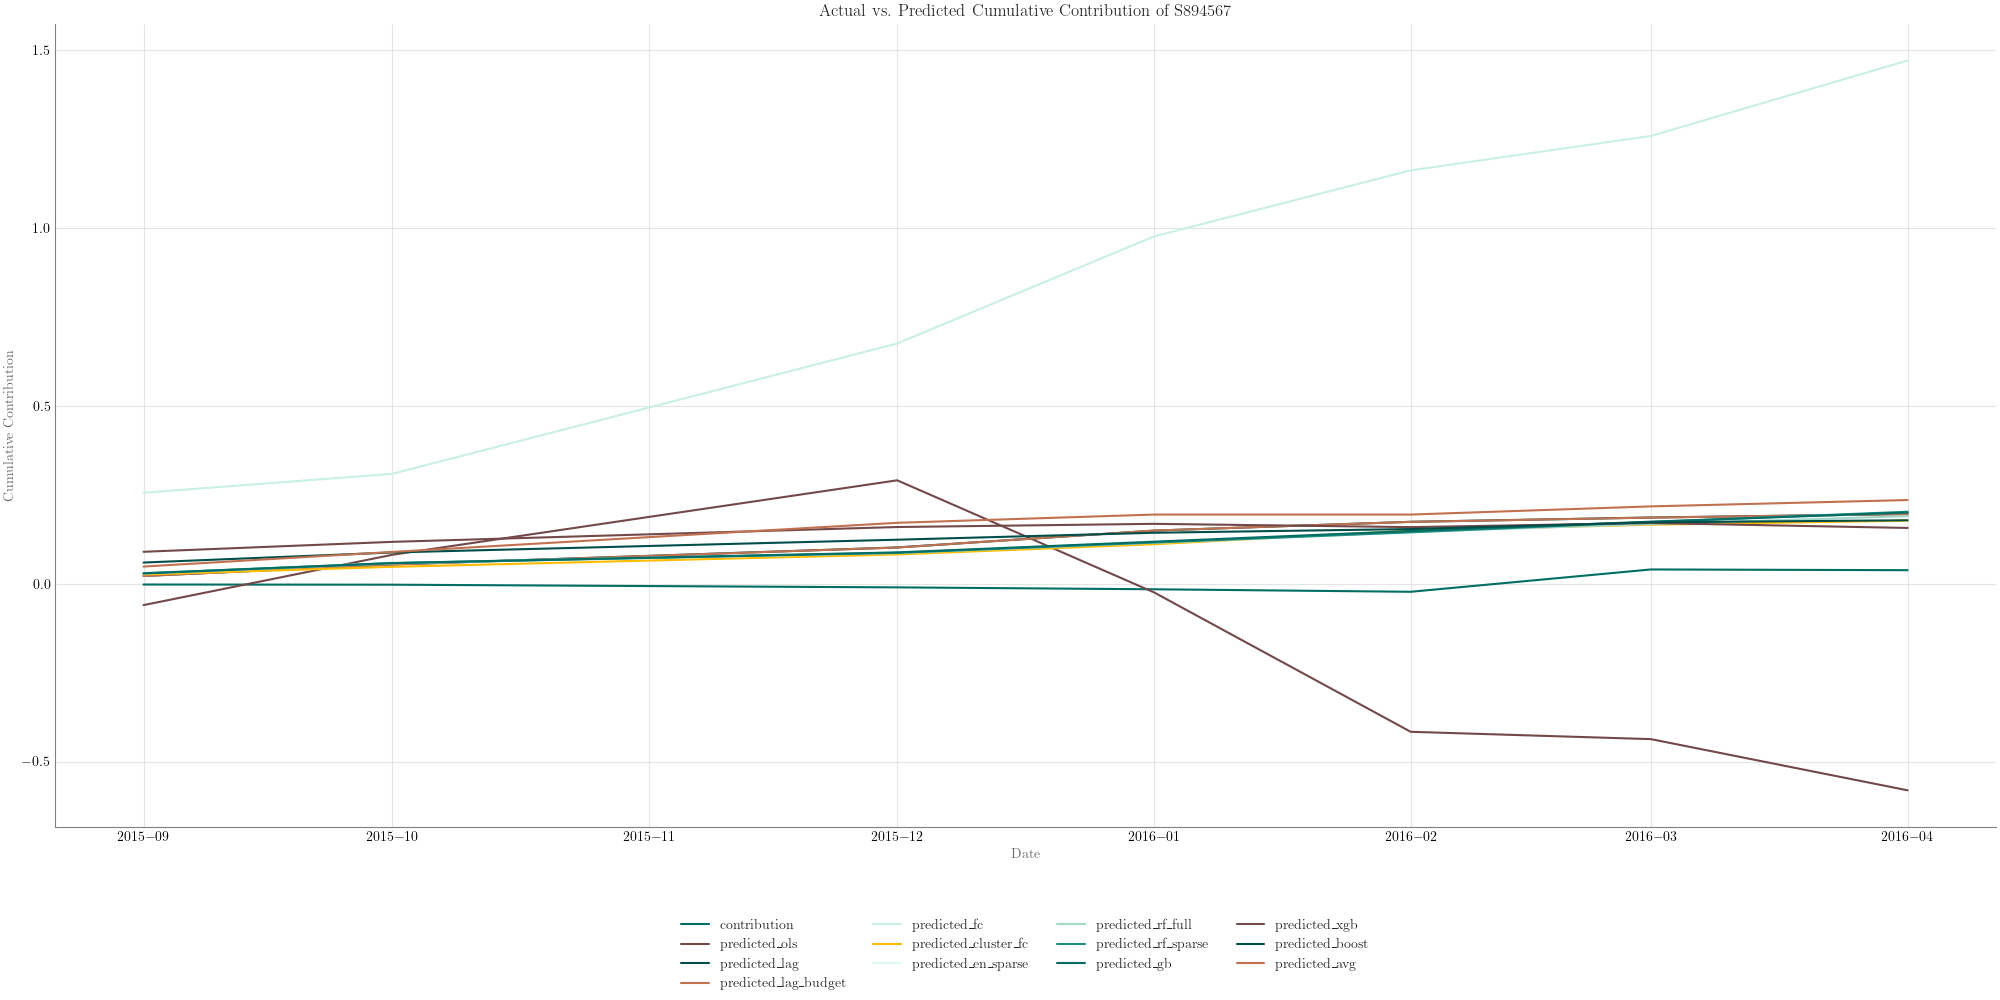 Actual vs. Predicted Cumulative Contribution of S894567
1.5
1.0
0.5
0.0
−0.5
Cumulative Contribution
2015–09 2015–10 2015–11 2015–12 2016–01 2016–02 2016–03 2016–04
Date
contribution predicted_fc predicted_rf_full predicted_xgb
predicted_ols predicted_cluster_fc predicted_rf_sparse predicted_boost
predicted_lag predicted_en_sparse predicted_gb predicted_avg
predicted_lag_budget